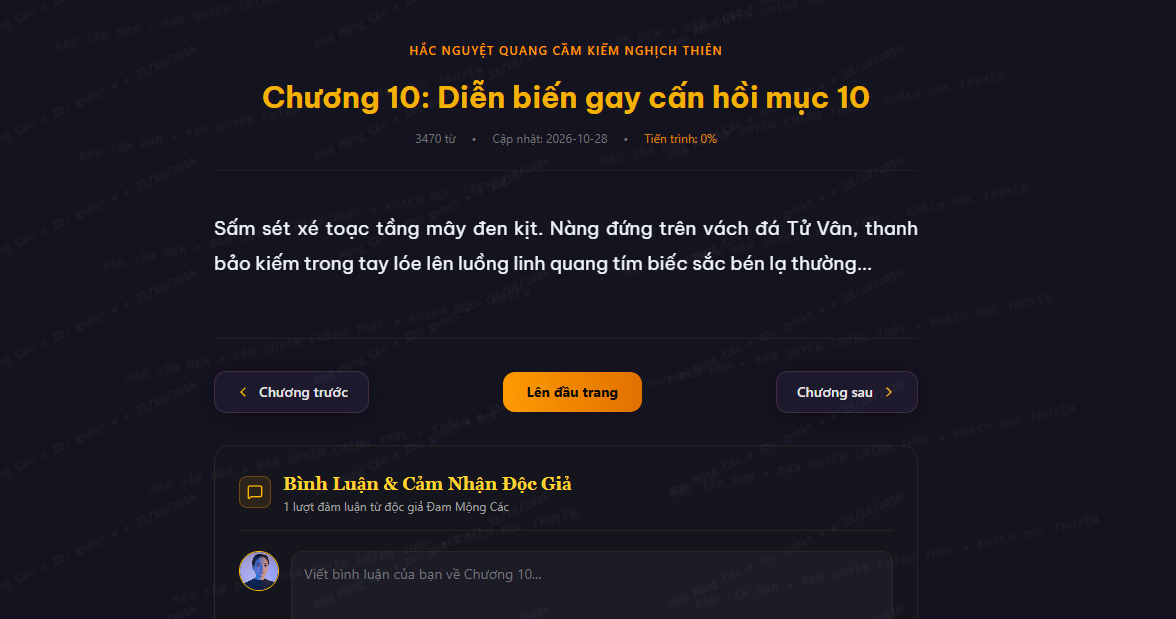 HẮC NGUYỆT QUANG CẦM KIẾM NGHỊCH THIÊN
Chương 10: Diễn biến gay cấn hồi mục 10
3470 từ • Cập nhật: 2026-10-28 • Tiến trình: 0%
Sấm sét xé toạc tầng mây đen kịt. Nàng đứng trên vách đá Tử Vân, thanh
bảo kiếm trong tay lóe lên luồng linh quang tím biếc sắc bén lạ thường...
Chương trước
Lên đầu trang
Chương sau
Bình Luận & Cảm Nhận Độc Giả
1 lượt đàm luận từ độc giả Đam Mộng Các
Viết bình luận của bạn về Chương 10...